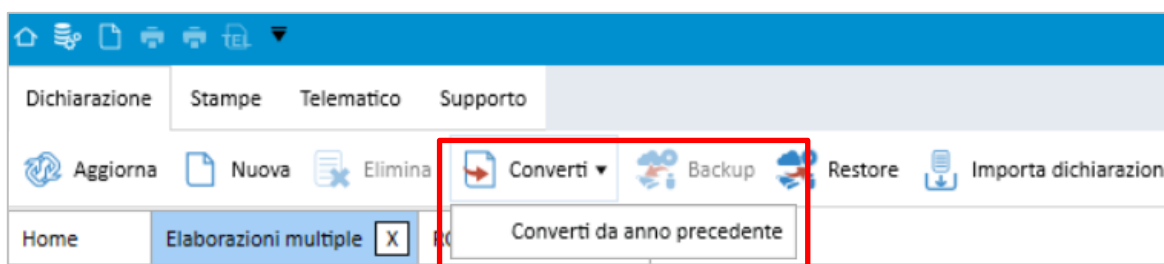 TEL
Dichiarazione Stampe Telematico Supporto
Aggiorna Nuova Elimina Converti Backup Restore Importa dichiarazion
Home Elaborazioni multiple X Converti da anno precedente